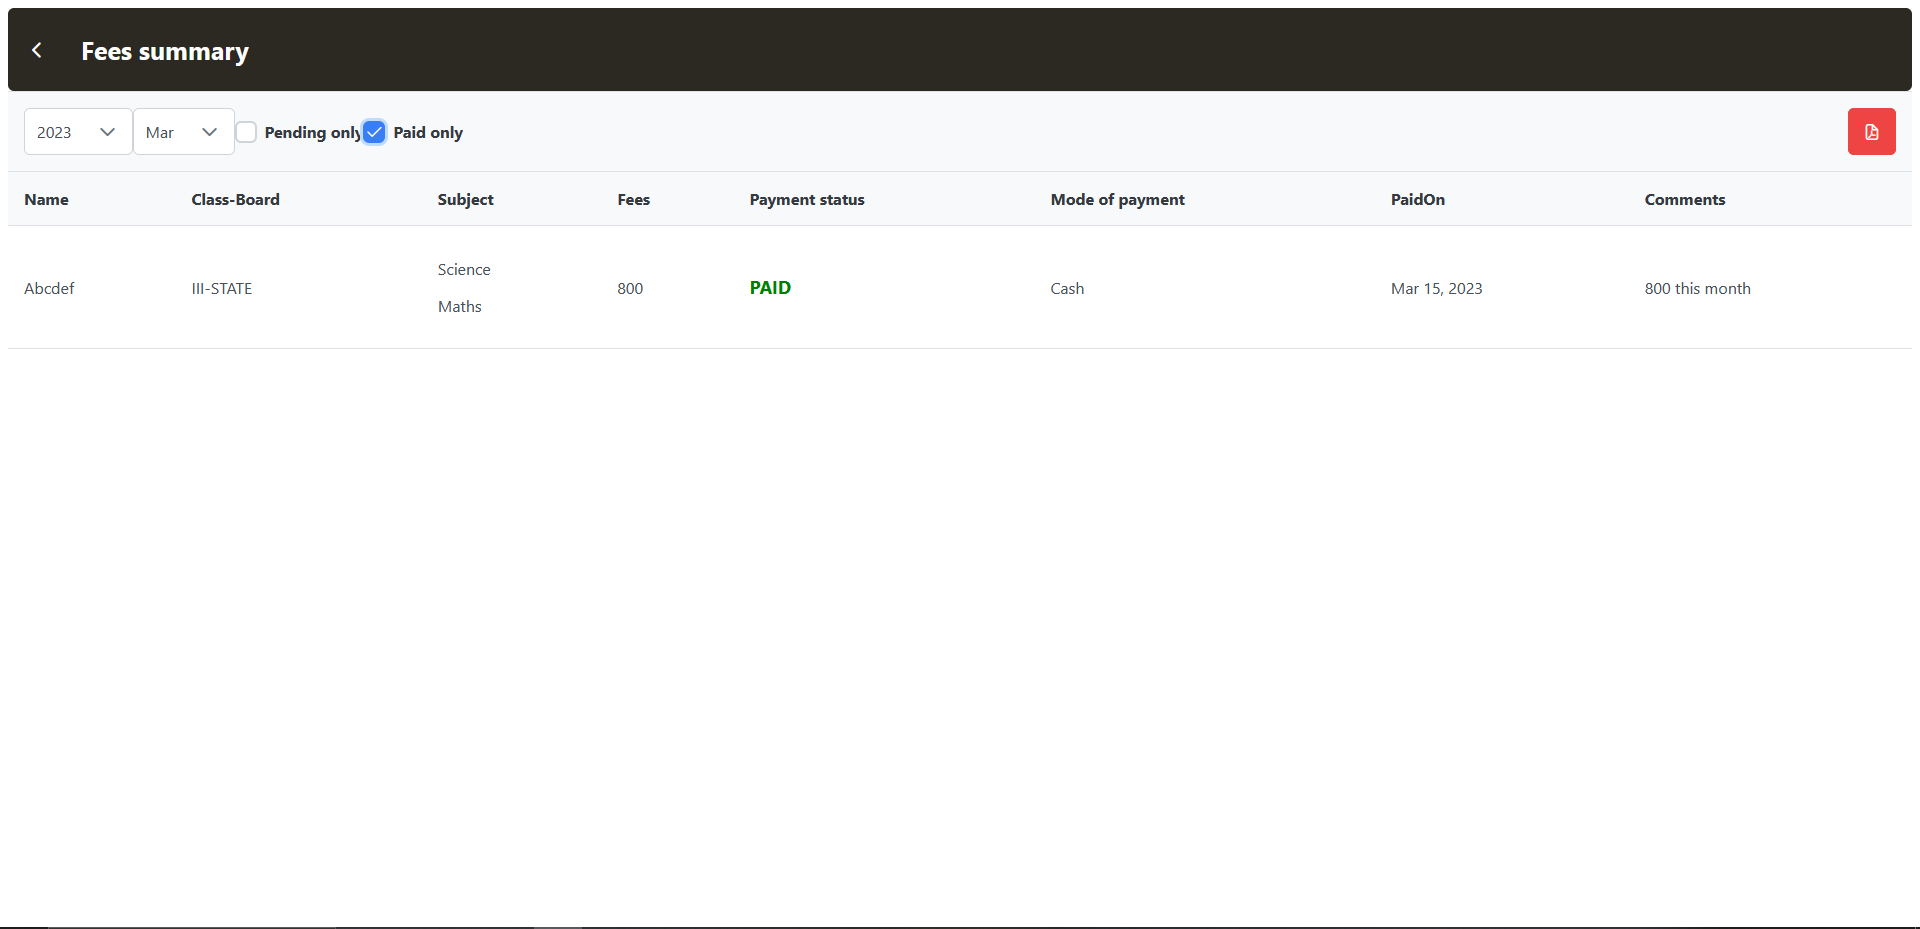 Fees summary
2023 Mar Pending only Paid only
Name Class-Board Subject Fees Payment status Mode of payment PaidOn Comments
Science
Abcdef III-STATE 800 PAID Cash Mar 15, 2023 800 this month
Maths